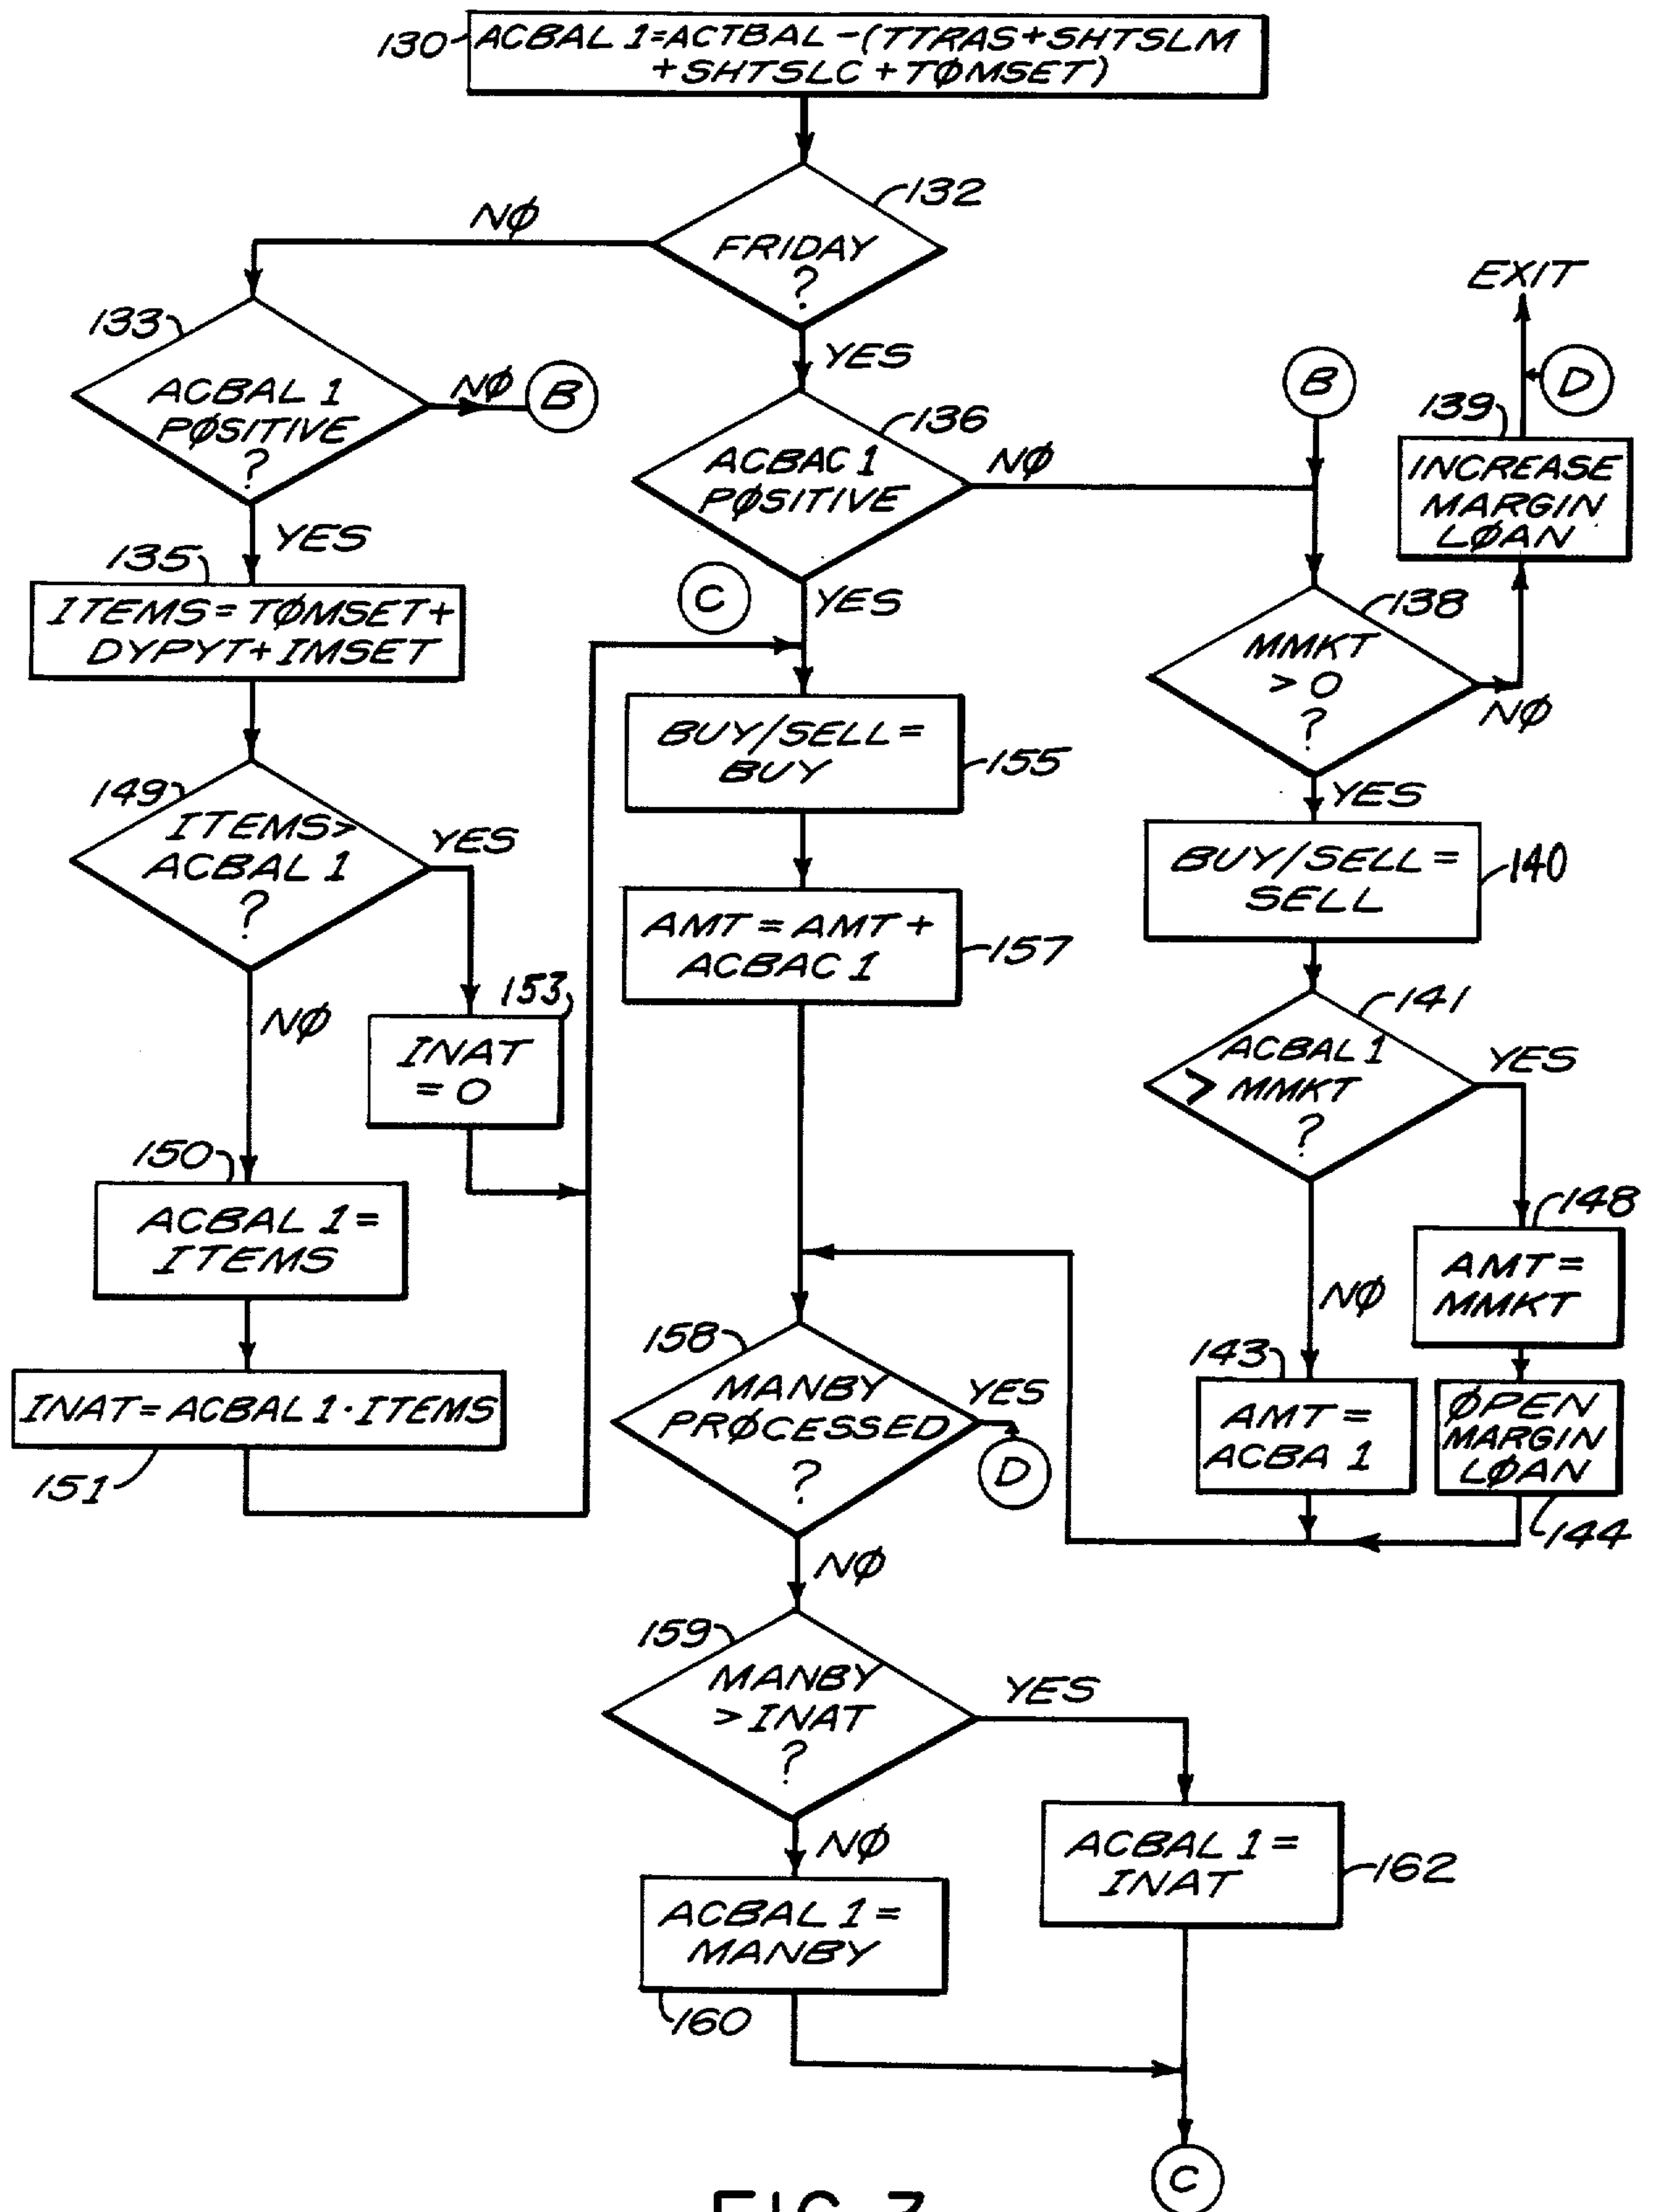 130
ACBAL 1=ACTBAL-(TTRAS+SHTSLM
+SHTSLC+TØMSET)
132
FRIDAY
?
NØ
YES
133
ACBAL 1
PØSITIVE
?
NØ
B
YES
135
ITEMS=TØMSET+
DYPYT+IMSET
149
ITEMS>
ACBAL 1
?
YES
NØ
153
INAT
=0
150
ACBAL 1=
ITEMS
INAT=ACBAL 1·ITEMS
151
136
ACBAC 1
PØSITIVE
NØ
YES
C
BUY/SELL=
BUY
155
AMT=AMT+
ACBAC 1
157
B
EXIT
D
139
INCREASE
MARGIN
LØAN
138
MMKT
>0
?
NØ
YES
BUY/SELL=
SELL
140
141
ACBAL 1
> MMKT
?
YES
NØ
148
AMT=
MMKT
143
AMT=
ACBA 1
ØPEN
MARGIN
LØAN
144
158
MANBY
PRØCESSED
?
YES
D
NØ
159
MANBY
>INAT
?
YES
NØ
ACBAL 1=
INAT
162
ACBAL 1=
MANBY
160
C